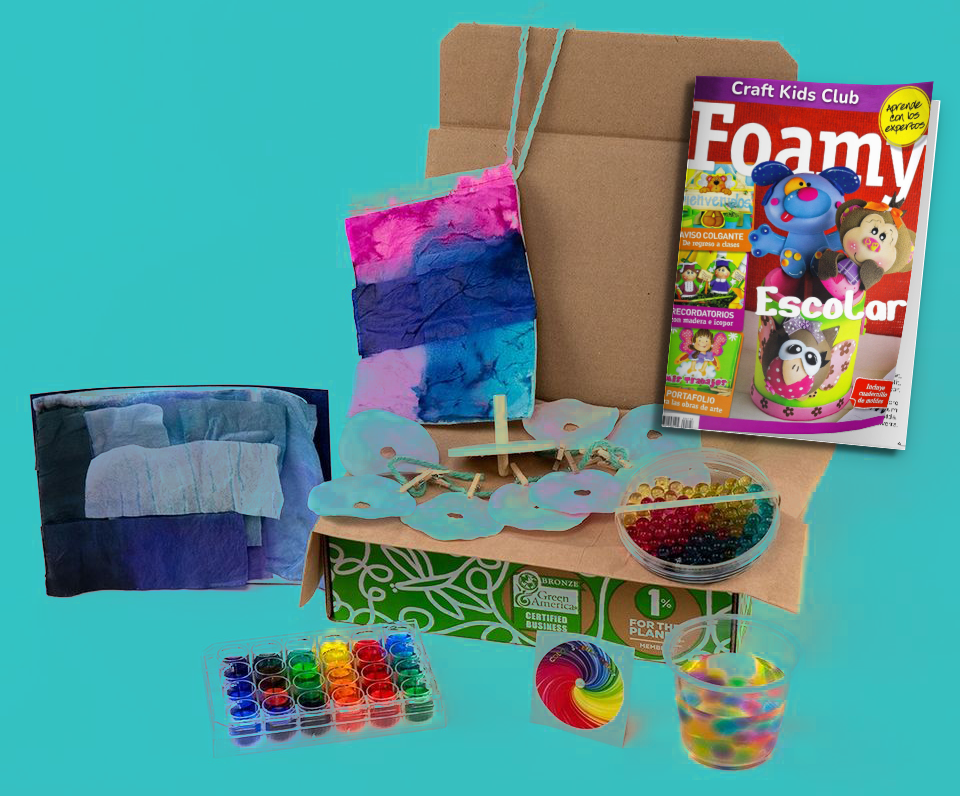 Craft Kids Club
Aprende
con los
expertos
Foamy
Bienvenidos
AVISO COLGANTE
De regreso a clases
RECORDATORIOS
con madera e icopor
Escolar
PORTAFOLIO
Incluye
cuadernillo
de moldes
BRONZE
Green
America
CERTIFIED
BUSINESS
1%
FOR THE
PLANET